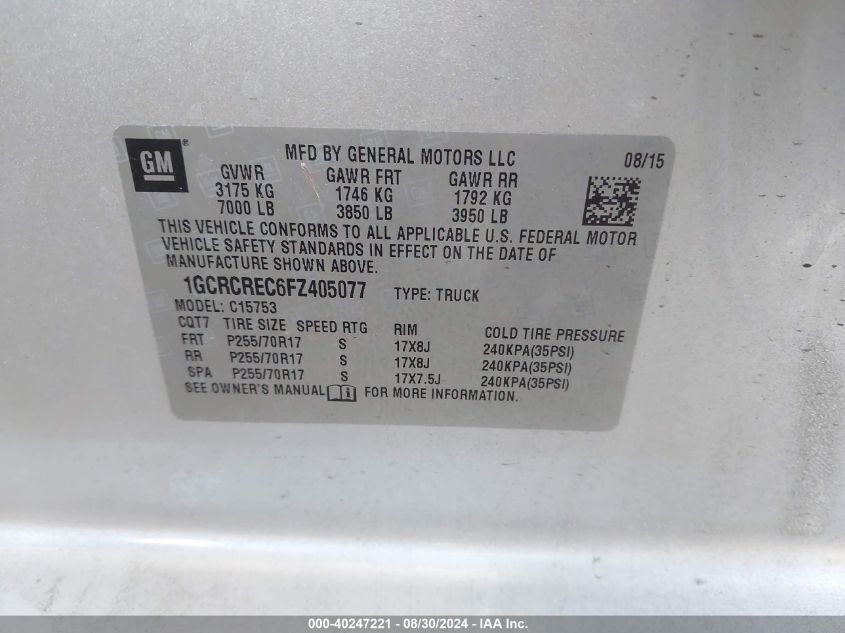 GM ®
MFD BY GENERAL MOTORS LLC 08/15
GVWR GAWR FRT GAWR RR
3175 KG 1746 KG 1792 KG
7000 LB 3850 LB 3950 LB
THIS VEHICLE CONFORMS TO ALL APPLICABLE U.S. FEDERAL MOTOR
VEHICLE SAFETY STANDARDS IN EFFECT ON THE DATE OF
MANUFACTURE SHOWN ABOVE.
1GCRCREC6FZ405077 TYPE: TRUCK
MODEL: C15753
CQT7 TIRE SIZE SPEED RTG RIM COLD TIRE PRESSURE
FRT P255/70R17 S 17X8J 240KPA(35PSI)
RR P255/70R17 S 17X8J 240KPA(35PSI)
SPA P255/70R17 S 17X7.5J 240KPA(35PSI)
SEE OWNER'S MANUAL FOR MORE INFORMATION.
000-40247221 - 08/30/2024 - IAA Inc.